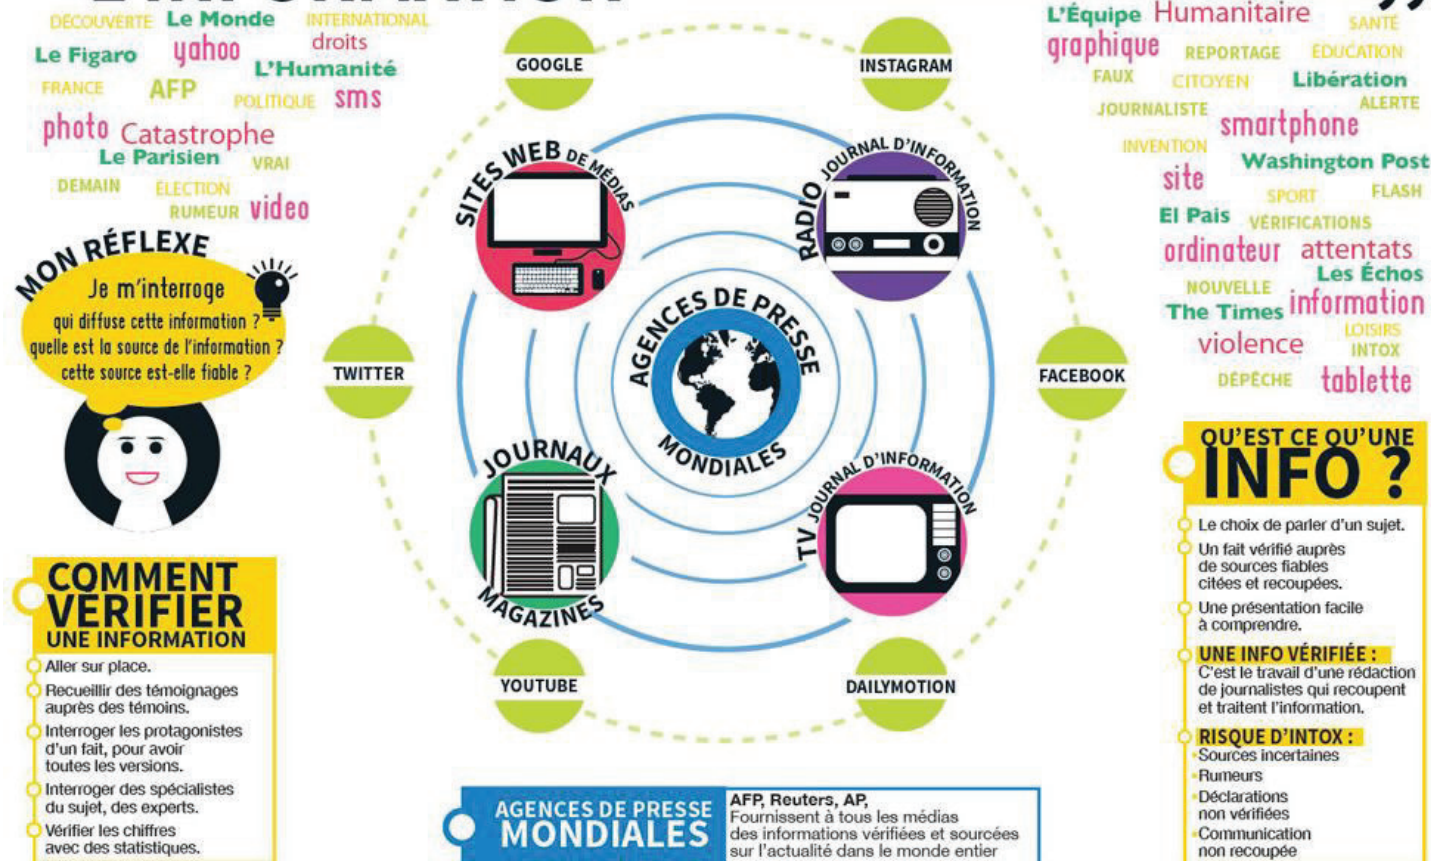 DÉCOUVERTE Le Monde INTERNATIONAL
Le Figaro yahoo droits
L'Humanité
FRANCE AFP POLITIQUE sms
photo Catastrophe
Le Parisien VRAI
DEMAIN ÉLECTION
RUMEUR video
MON RÉFLEXE
Je m'interroge
qui diffuse cette information ?
quelle est la source de l'information ?
cette source est-elle fiable ?
COMMENT
VÉRIFIER
UNE INFORMATION
Aller sur place.
Recueillir des témoignages
auprès des témoins.
Interroger les protagonistes
d'un fait, pour avoir
toutes les versions.
Interroger des spécialistes
du sujet, des experts.
Vérifier les chiffres
avec des statistiques.
GOOGLE
INSTAGRAM
TWITTER
FACEBOOK
YOUTUBE
DAILYMOTION
SITES WEB DE MÉDIAS
RADIO JOURNAL D'INFORMATION
AGENCES DE PRESSE
MONDIALES
JOURNAUX
MAGAZINES
TV JOURNAL D'INFORMATION
AGENCES DE PRESSE
MONDIALES
AFP, Reuters, AP,
Fournissent à tous les médias
des informations vérifiées et sourcées
sur l'actualité dans le monde entier
L'Équipe Humanitaire SANTÉ
graphique REPORTAGE ÉDUCATION
FAUX CITOYEN Libération
JOURNALISTE ALERTE
smartphone
INVENTION Washington Post
site SPORT FLASH
El Pais VÉRIFICATIONS
ordinateur attentats
NOUVELLE Les Échos
The Times information
violence LOISIRS
INTOX
DÉPÊCHE tablette
QU'EST CE QU'UNE
INFO ?
Le choix de parler d'un sujet.
Un fait vérifié auprès
de sources fiables
citées et recoupées.
Une présentation facile
à comprendre.
UNE INFO VÉRIFIÉE :
C'est le travail d'une rédaction
de journalistes qui recoupent
et traitent l'information.
RISQUE D'INTOX :
Sources incertaines
Rumeurs
Déclarations
non vérifiées
Communication
non recoupée